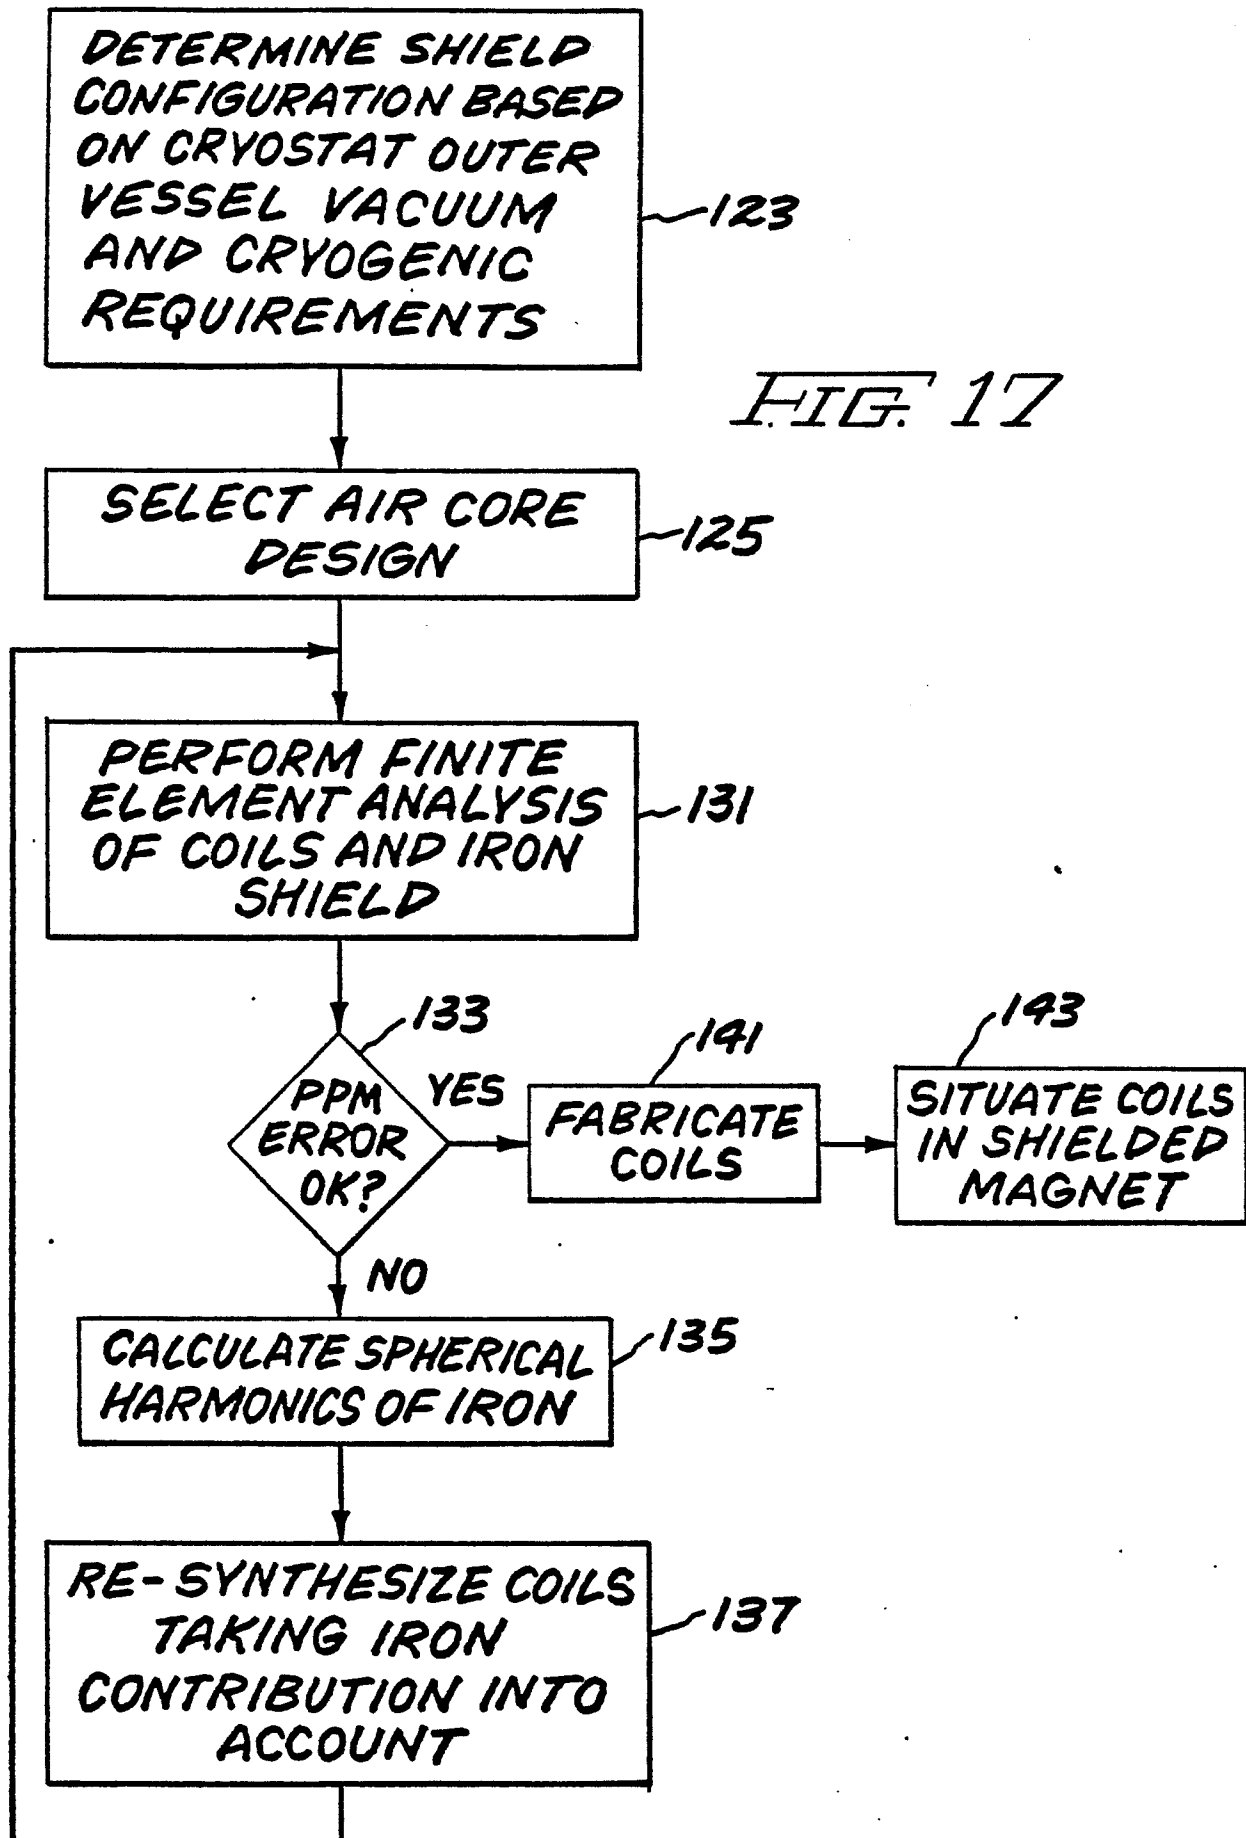 DETERMINE SHIELD
CONFIGURATION BASED
ON CRYOSTAT OUTER
VESSEL VACUUM
AND CRYOGENIC
REQUIREMENTS
123
FIG. 17
SELECT AIR CORE
DESIGN
125
PERFORM FINITE
ELEMENT ANALYSIS
OF COILS AND IRON
SHIELD
131
133
PPM
ERROR
OK?
YES
141
FABRICATE
COILS
143
SITUATE COILS
IN SHIELDED
MAGNET
NO
CALCULATE SPHERICAL
HARMONICS OF IRON
135
RE-SYNTHESIZE COILS
TAKING IRON
CONTRIBUTION INTO
ACCOUNT
137